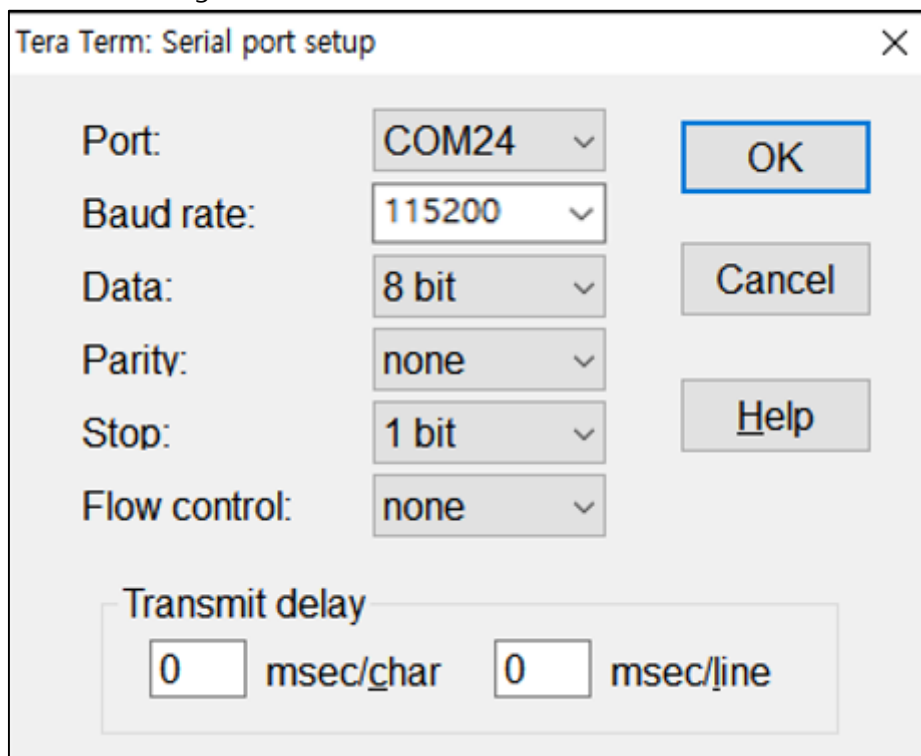 Tera Term: Serial port setup
Port: COM24 OK
Baud rate: 115200
Data: 8 bit Cancel
Parity: none
Stop: 1 bit Help
Flow control: none
Transmit delay
0 msec/char 0 msec/line